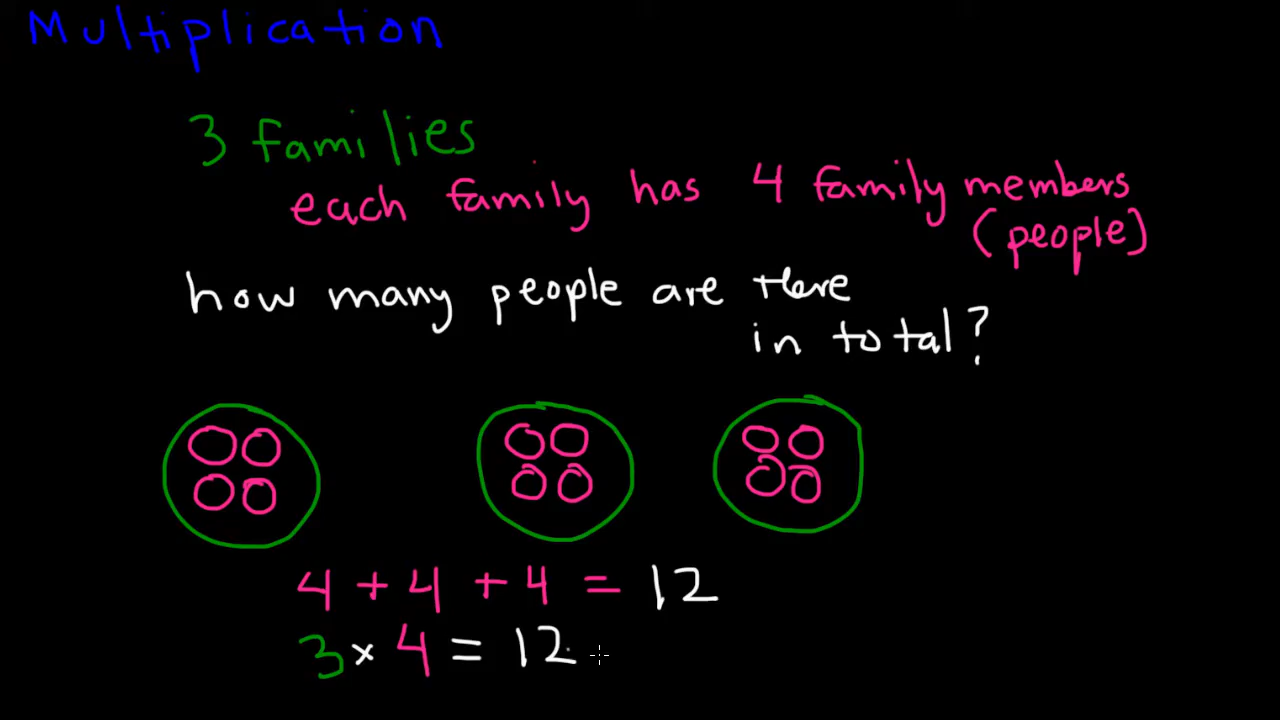 Multiplication
3 families
each family has 4 family members
(people)
how many people are there
in total?
4 + 4 + 4 = 12
3 × 4 = 12